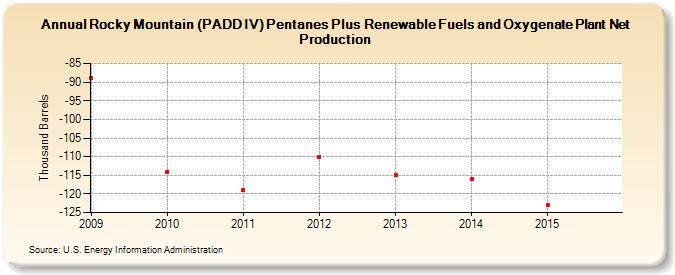 Annual Rocky Mountain (PADD IV) Pentanes Plus Renewable Fuels and Oxygenate Plant Net
Production
Thousand Barrels
-85
-90
-95
-100
-105
-110
-115
-120
-125
2009 2010 2011 2012 2013 2014 2015
Source: U.S. Energy Information Administration